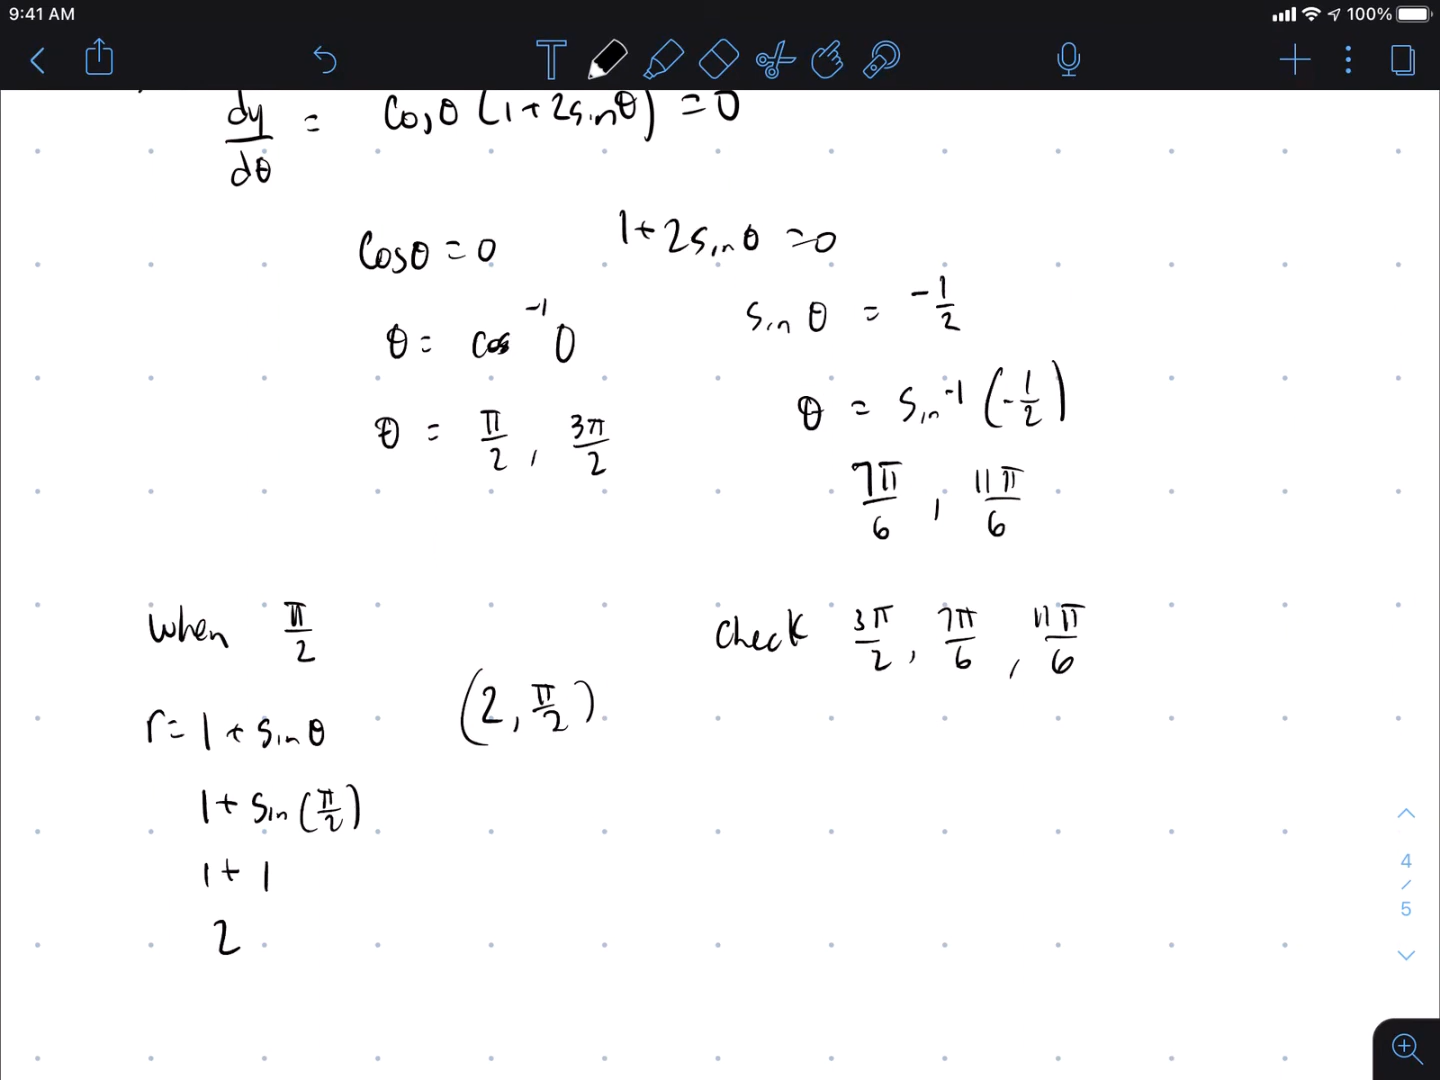 9:41 AM 100%
dy/dθ = Cosθ (1+2sinθ) = 0
Cosθ = 0 1+2sinθ = 0
sin θ = -1/2
θ = cos⁻¹ 0
θ = sin⁻¹ (-1/2)
θ = π/2, 3π/2
7π/6, 11π/6
When π/2 Check 3π/2, 7π/6, 11π/6
(2, π/2)
r = 1 + sin θ
1 + sin (π/2)
1 + 1
2
4
/
5